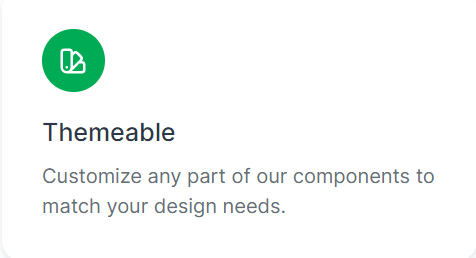 Themeable
Customize any part of our components to
match your design needs.